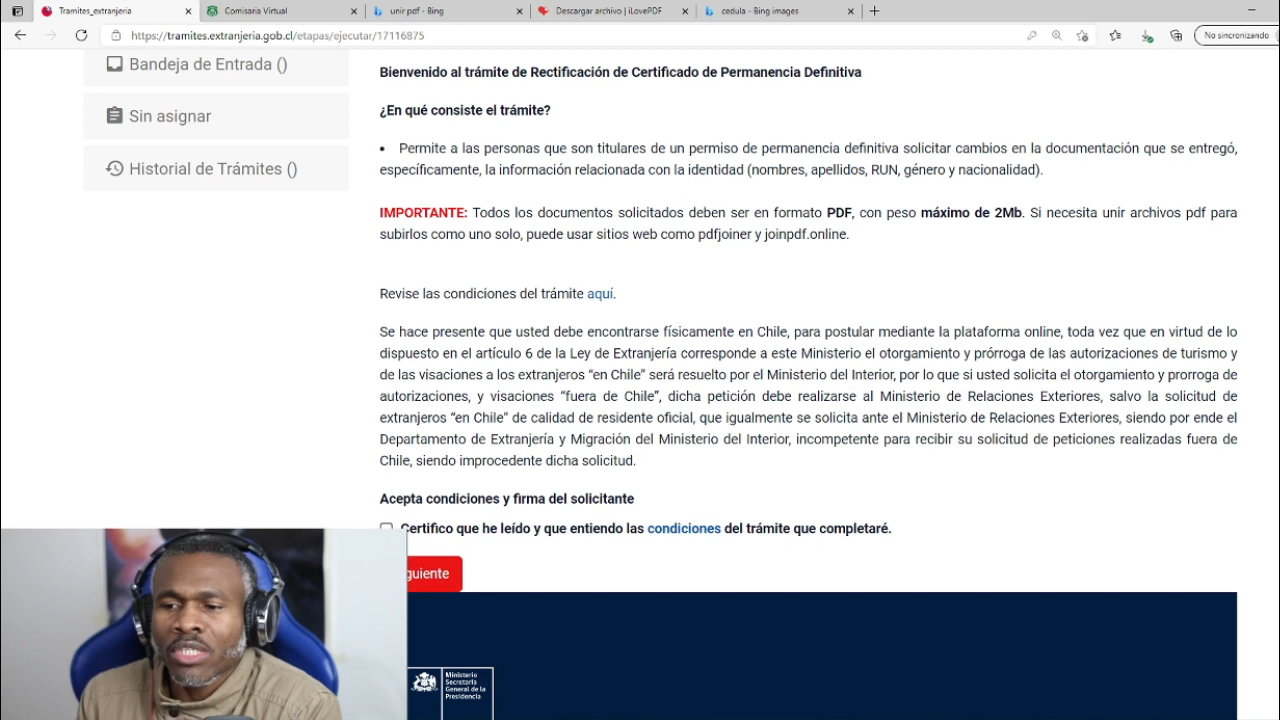 Tramites_extranjeria
Comisaria Virtual
unir pdf - Bing
Descargar archivo | iLovePDF
cedula - Bing images
https://tramites.extranjeria.gob.cl/etapas/ejecutar/17116875
No sincronizando
Bandeja de Entrada ()
Sin asignar
Historial de Trámites ()
Bienvenido al trámite de Rectificación de Certificado de Permanencia Definitiva
¿En qué consiste el trámite?
• Permite a las personas que son titulares de un permiso de permanencia definitiva solicitar cambios en la documentación que se entregó,
específicamente, la información relacionada con la identidad (nombres, apellidos, RUN, género y nacionalidad).
IMPORTANTE: Todos los documentos solicitados deben ser en formato PDF, con peso máximo de 2Mb. Si necesita unir archivos pdf para
subirlos como uno solo, puede usar sitios web como pdfjoiner y joinpdf.online.
Revise las condiciones del trámite aquí.
Se hace presente que usted debe encontrarse físicamente en Chile, para postular mediante la plataforma online, toda vez que en virtud de lo
dispuesto en el artículo 6 de la Ley de Extranjería corresponde a este Ministerio el otorgamiento y prórroga de las autorizaciones de turismo y
de las visaciones a los extranjeros “en Chile” será resuelto por el Ministerio del Interior, por lo que si usted solicita el otorgamiento y prorroga de
autorizaciones, y visaciones “fuera de Chile”, dicha petición debe realizarse al Ministerio de Relaciones Exteriores, salvo la solicitud de
extranjeros “en Chile” de calidad de residente oficial, que igualmente se solicita ante el Ministerio de Relaciones Exteriores, siendo por ende el
Departamento de Extranjería y Migración del Ministerio del Interior, incompetente para recibir su solicitud de peticiones realizadas fuera de
Chile, siendo improcedente dicha solicitud.
Acepta condiciones y firma del solicitante
Certifico que he leído y que entiendo las condiciones del trámite que completaré.
guiente
Ministerio
Secretaría
General de la
Presidencia